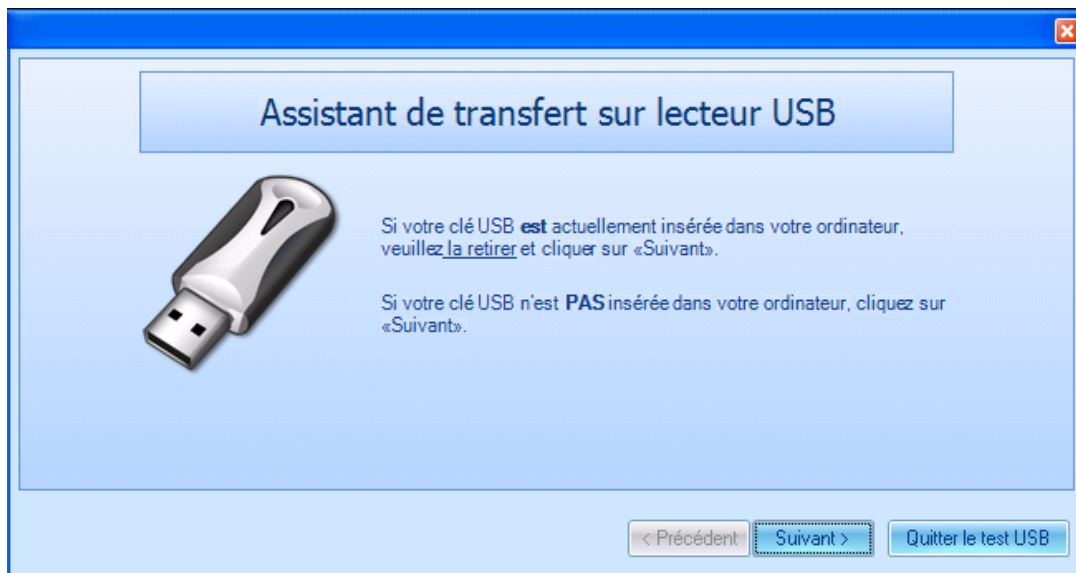 Assistant de transfert sur lecteur USB
Si votre clé USB est actuellement insérée dans votre ordinateur,
veuillez la retirer et cliquer sur «Suivant».
Si votre clé USB n'est PAS insérée dans votre ordinateur, cliquez sur
«Suivant».
< Précédent
Suivant >
Quitter le test USB